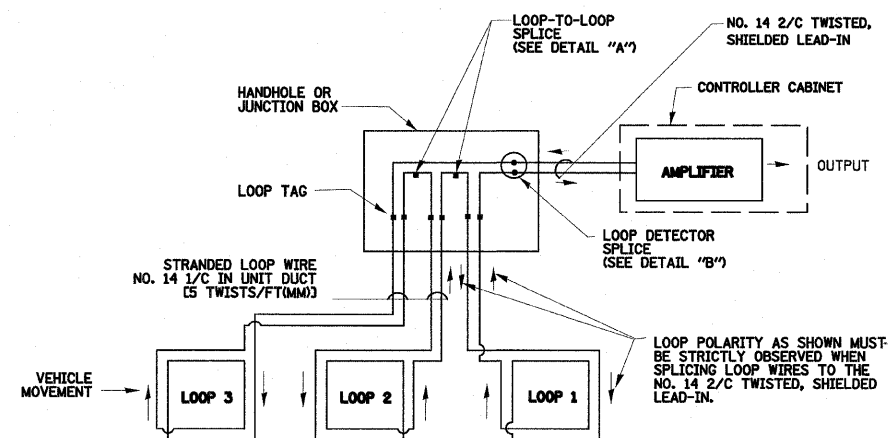 LOOP-TO-LOOP
SPLICE
(SEE DETAIL "A")
NO. 14 2/C TWISTED,
SHIELDED LEAD-IN
HANDHOLE OR
JUNCTION BOX
CONTROLLER CABINET
AMPLIFIER
OUTPUT
LOOP TAG
LOOP DETECTOR
SPLICE
(SEE DETAIL "B")
STRANDED LOOP WIRE
NO. 14 1/C IN UNIT DUCT
[5 TWISTS/FT(MM)]
LOOP POLARITY AS SHOWN MUST
BE STRICTLY OBSERVED WHEN
SPLICING LOOP WIRES TO THE
NO. 14 2/C TWISTED, SHIELDED
LEAD-IN.
VEHICLE
MOVEMENT
LOOP 3
LOOP 2
LOOP 1